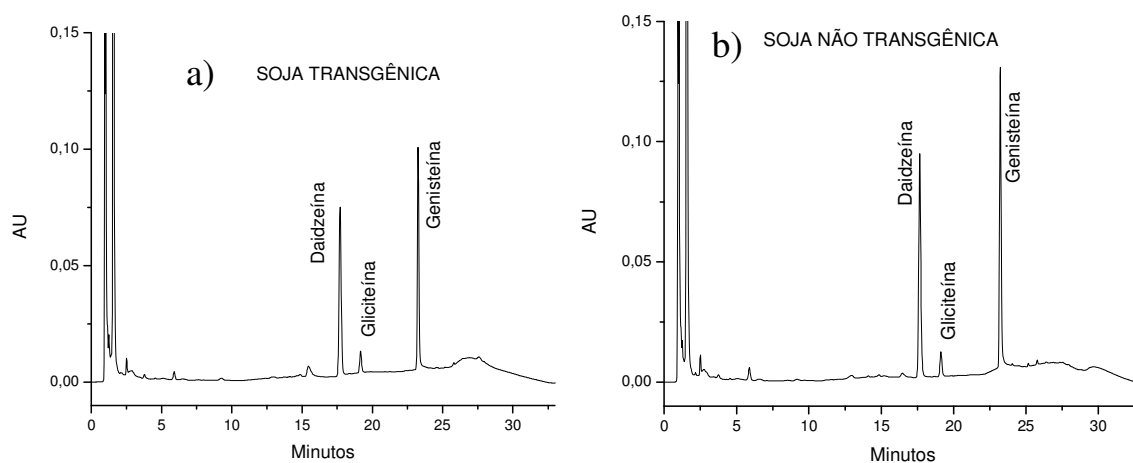 a) SOJA TRANSGÊNICA
0,15
0,10
0,05
0,00
AU
Daidzeína
Gliciteína
Genisteína
0 5 10 15 20 25 30
Minutos
b) SOJA NÃO TRANSGÊNICA
0,15
0,10
0,05
0,00
AU
Daidzeína
Gliciteína
Genisteína
0 5 10 15 20 25 30
Minutos